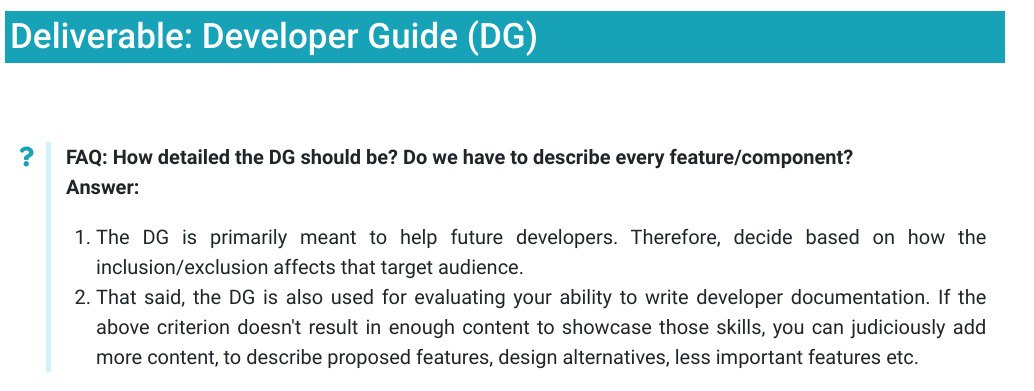 Deliverable: Developer Guide (DG)
? FAQ: How detailed the DG should be? Do we have to describe every feature/component?
Answer:
1. The DG is primarily meant to help future developers. Therefore, decide based on how the
inclusion/exclusion affects that target audience.
2. That said, the DG is also used for evaluating your ability to write developer documentation. If the
above criterion doesn't result in enough content to showcase those skills, you can judiciously add
more content, to describe proposed features, design alternatives, less important features etc.